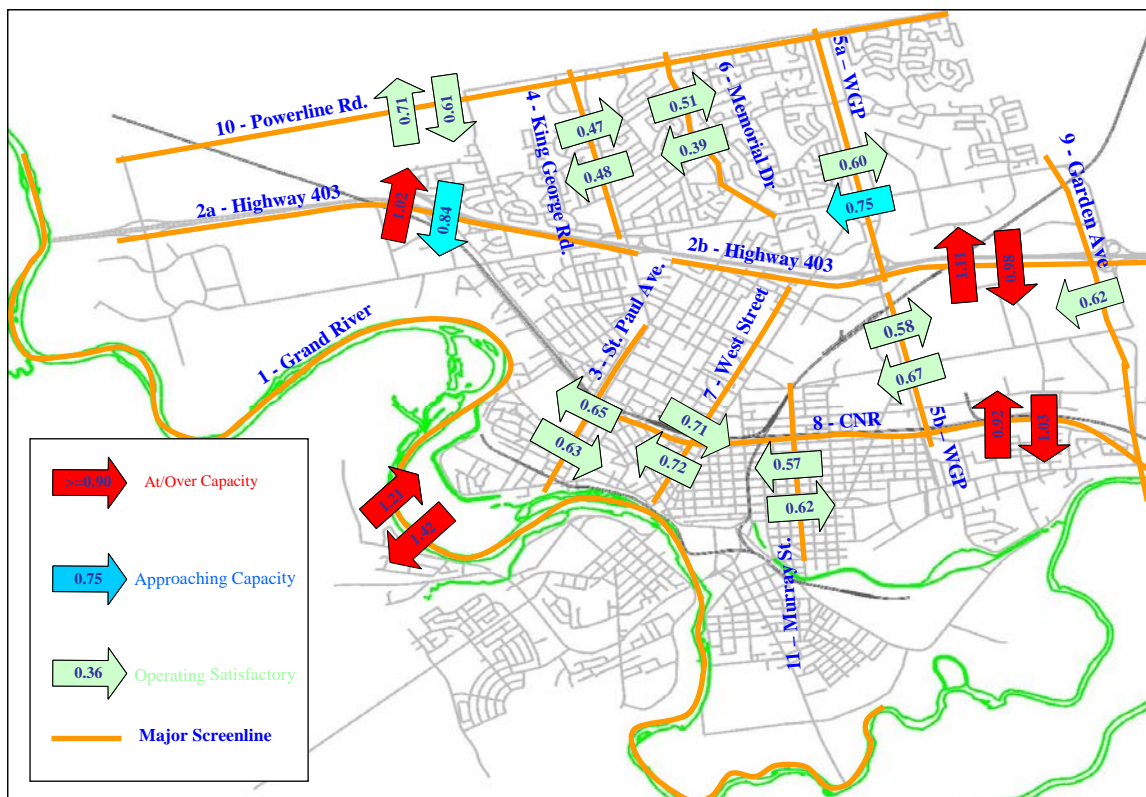 5a – WGP
10 - Powerline Rd.
0.71
0.61
4 - King George Rd.
0.47
0.48
0.51
0.39
6 - Memorial Dr
0.60
0.75
9 - Garden Ave
2a - Highway 403
1.02
0.84
2b - Highway 403
1.11
0.98
0.62
1 - Grand River
3 - St. Paul Ave.
7 - West Street
0.58
0.67
0.65
0.63
0.71
0.72
8 - CNR
5b – WGP
0.92
1.03
0.57
0.62
1.21
1.42
11 – Murray St.
>=0.90
At/Over Capacity
0.75
Approaching Capacity
0.36
Operating Satisfactory
Major Screenline